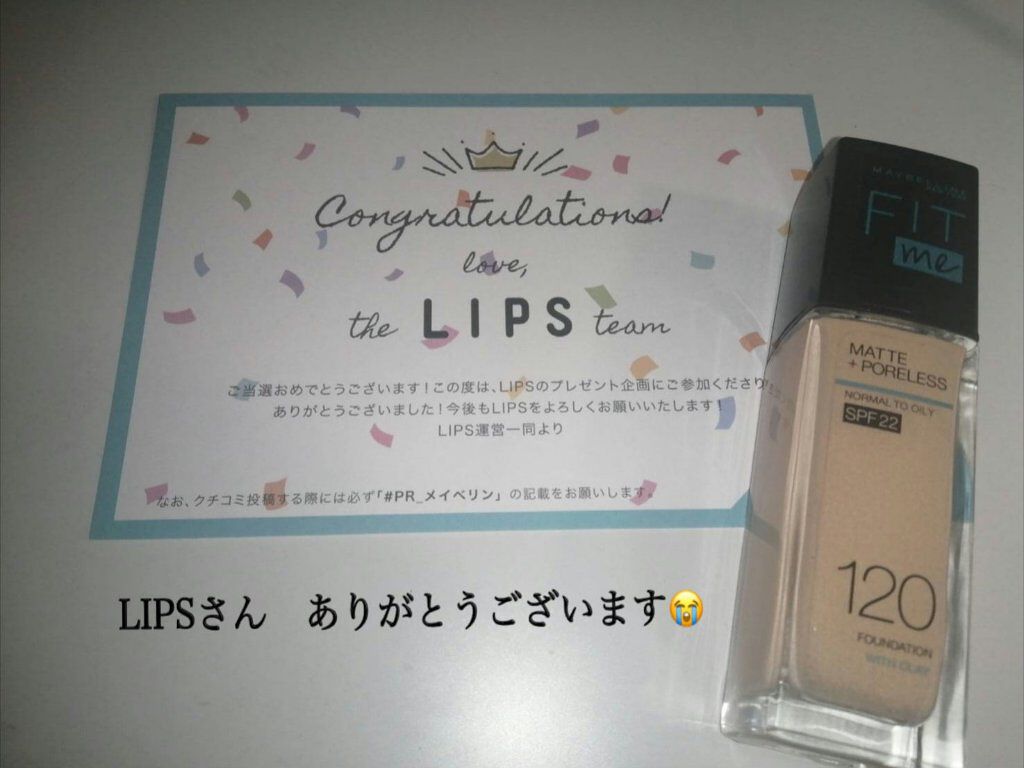 Congratulations!
love,
the LIPS team
ご当選おめでとうございます！この度は、LIPSのプレゼント企画にご参加くださり
ありがとうございました！今後もLIPSをよろしくお願いいたします！
LIPS運営一同より
なお、クチコミ投稿する際には必ず「#PR_メイベリン」の記載をお願いします。
LIPSさん　ありがとうございます😭
FIT
me
MATTE
+ PORELESS
NORMAL TO OILY
SPF 22
120
FOUNDATION
WITH CLAY